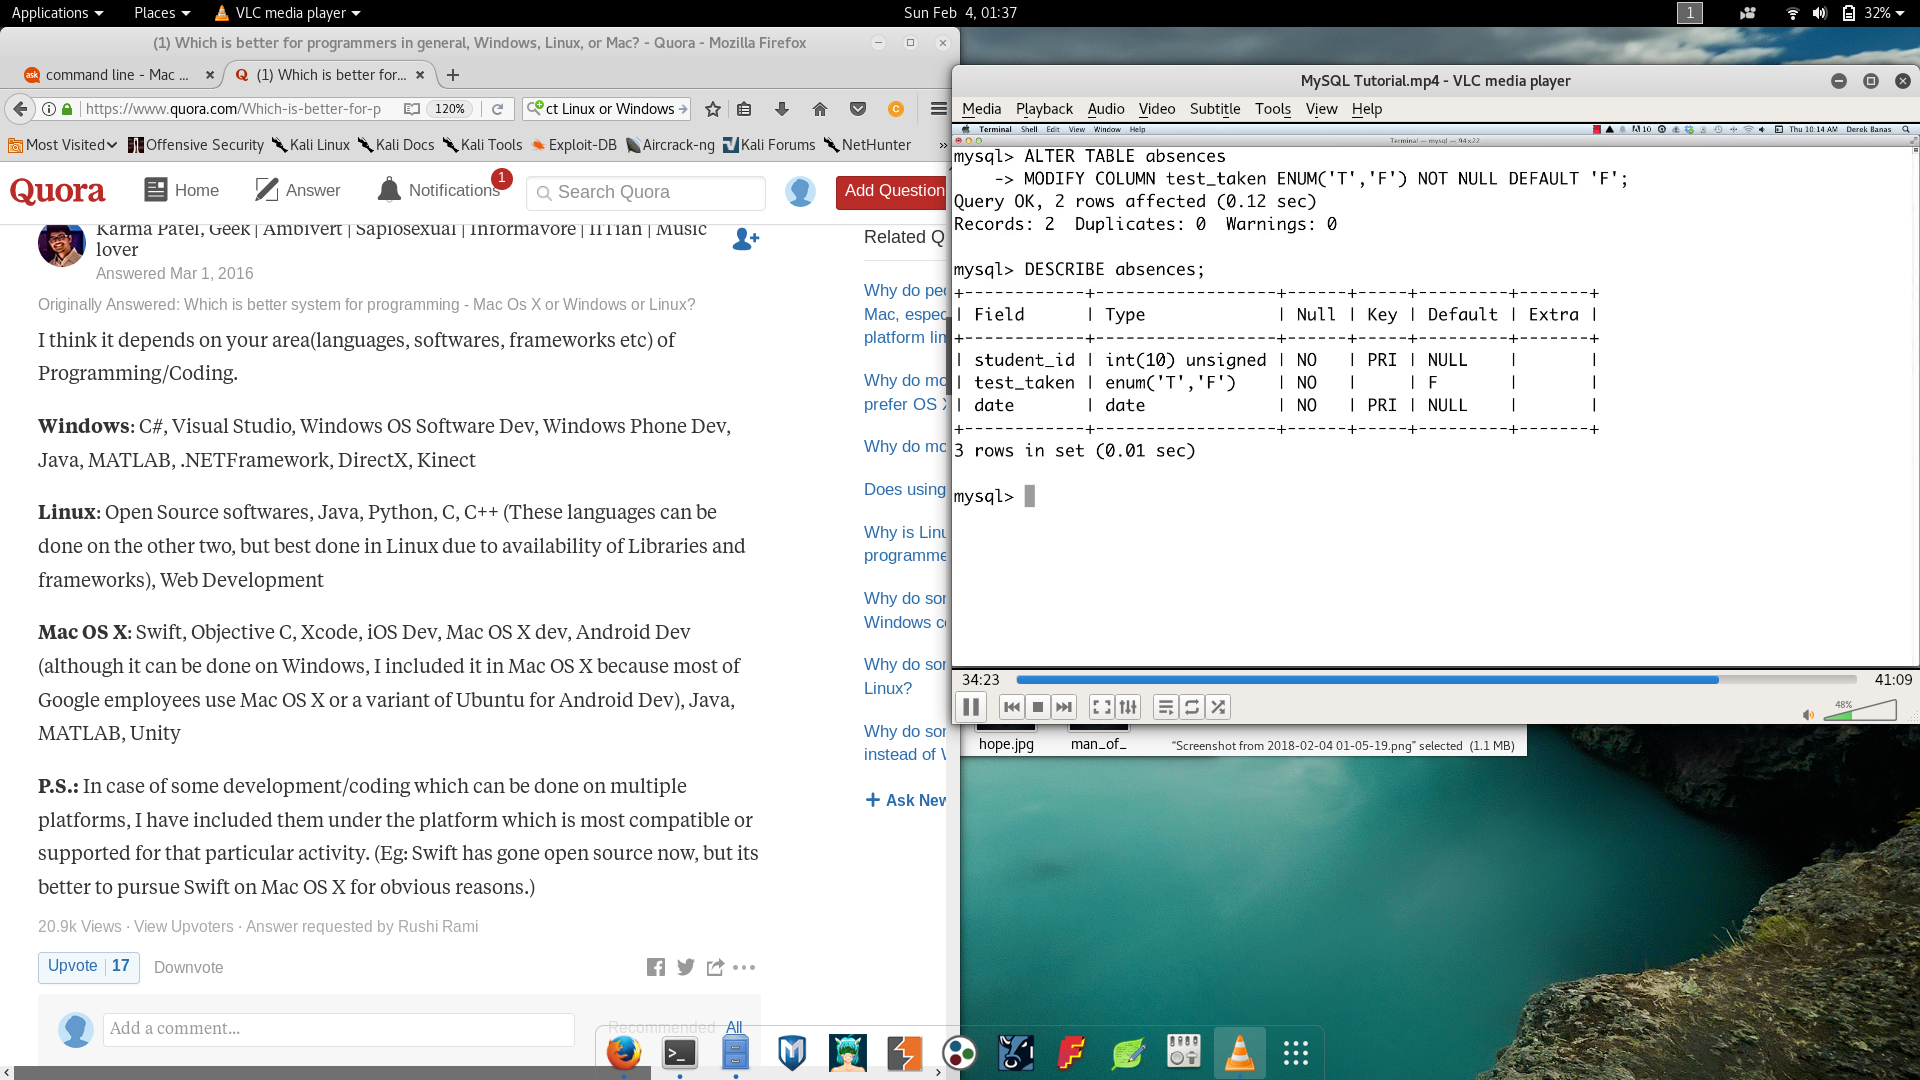 Applications Places VLC media player Sun Feb 4, 01:37 1 32%
(1) Which is better for programmers in general, Windows, Linux, or Mac? - Quora - Mozilla Firefox
command line - Mac ... (1) Which is better for...
https://www.quora.com/Which-is-better-for-p 120% ct Linux or Windows
Most Visited Offensive Security Kali Linux Kali Docs Kali Tools Exploit-DB Aircrack-ng Kali Forums NetHunter
Quora Home Answer Notifications 1 Search Quora Add Question
Karma Patel, Geek | Ambivert | Sapiosexual | Informavore | IITian | Music
lover
Answered Mar 1, 2016
Originally Answered: Which is better system for programming - Mac Os X or Windows or Linux?
I think it depends on your area(languages, softwares, frameworks etc) of
Programming/Coding.
Windows: C#, Visual Studio, Windows OS Software Dev, Windows Phone Dev,
Java, MATLAB, .NETFramework, DirectX, Kinect
Linux: Open Source softwares, Java, Python, C, C++ (These languages can be
done on the other two, but best done in Linux due to availability of Libraries and
frameworks), Web Development
Mac OS X: Swift, Objective C, Xcode, iOS Dev, Mac OS X dev, Android Dev
(although it can be done on Windows, I included it in Mac OS X because most of
Google employees use Mac OS X or a variant of Ubuntu for Android Dev), Java,
MATLAB, Unity
P.S.: In case of some development/coding which can be done on multiple
platforms, I have included them under the platform which is most compatible or
supported for that particular activity. (Eg: Swift has gone open source now, but its
better to pursue Swift on Mac OS X for obvious reasons.)
20.9k Views · View Upvoters · Answer requested by Rushi Rami
Upvote | 17 Downvote
Add a comment...
Recommended All
Related Q
Why do pe
Mac, espec
platform lin
Why do mo
prefer OS X
Why do mo
Does using
Why is Linu
programme
Why do sor
Windows c
Why do sor
Linux?
Why do sor
instead of V
+ Ask New
MySQL Tutorial.mp4 - VLC media player
Media Playback Audio Video Subtitle Tools View Help
Terminal Shell Edit View Window Help 10 Thu 10:14 AM Derek Banas
Terminal — mysql — 94x22
mysql> ALTER TABLE absences
    -> MODIFY COLUMN test_taken ENUM('T','F') NOT NULL DEFAULT 'F';
Query OK, 2 rows affected (0.12 sec)
Records: 2  Duplicates: 0  Warnings: 0
mysql> DESCRIBE absences;
+------------+------------------+------+-----+---------+-------+
| Field      | Type             | Null | Key | Default | Extra |
+------------+------------------+------+-----+---------+-------+
| student_id | int(10) unsigned | NO   | PRI | NULL    |       |
| test_taken | enum('T','F')    | NO   |     | F       |       |
| date       | date             | NO   | PRI | NULL    |       |
+------------+------------------+------+-----+---------+-------+
3 rows in set (0.01 sec)
mysql>
34:23 41:09
48%
hope.jpg man_of_ "Screenshot from 2018-02-04 01-05-19.png" selected (1.1 MB)